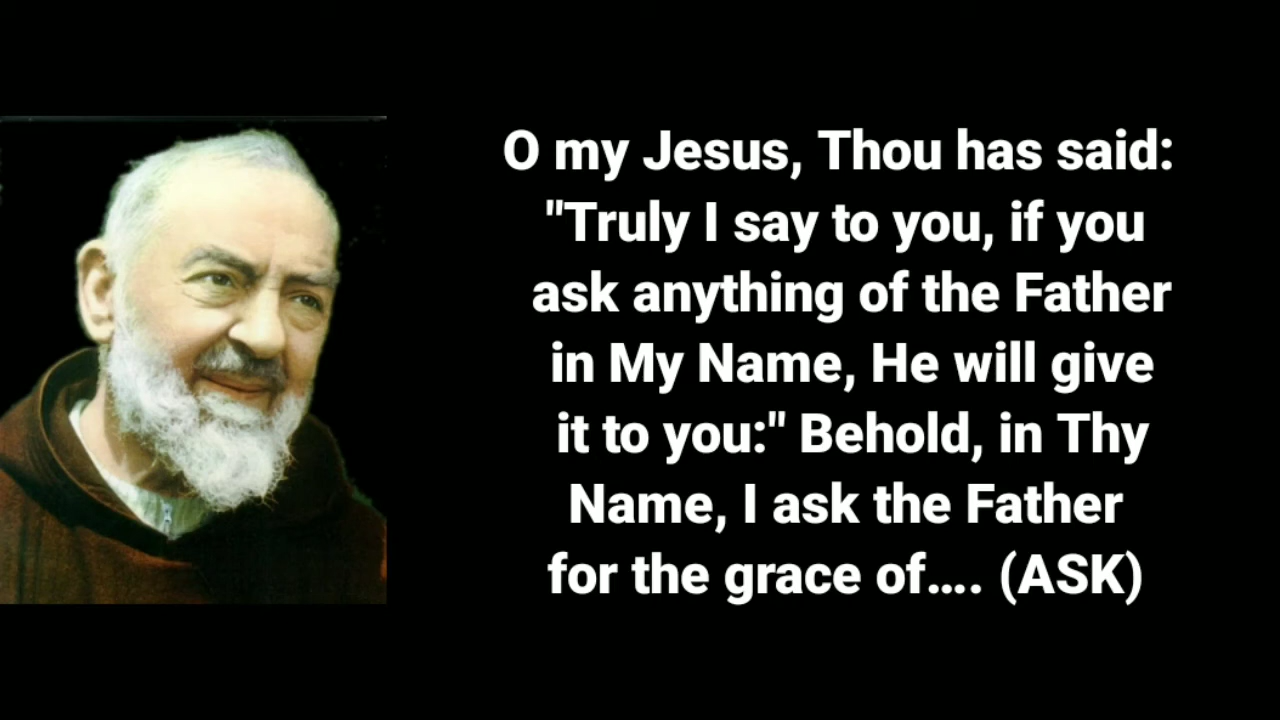 O my Jesus, Thou has said:
"Truly I say to you, if you
ask anything of the Father
in My Name, He will give
it to you:" Behold, in Thy
Name, I ask the Father
for the grace of.... (ASK)